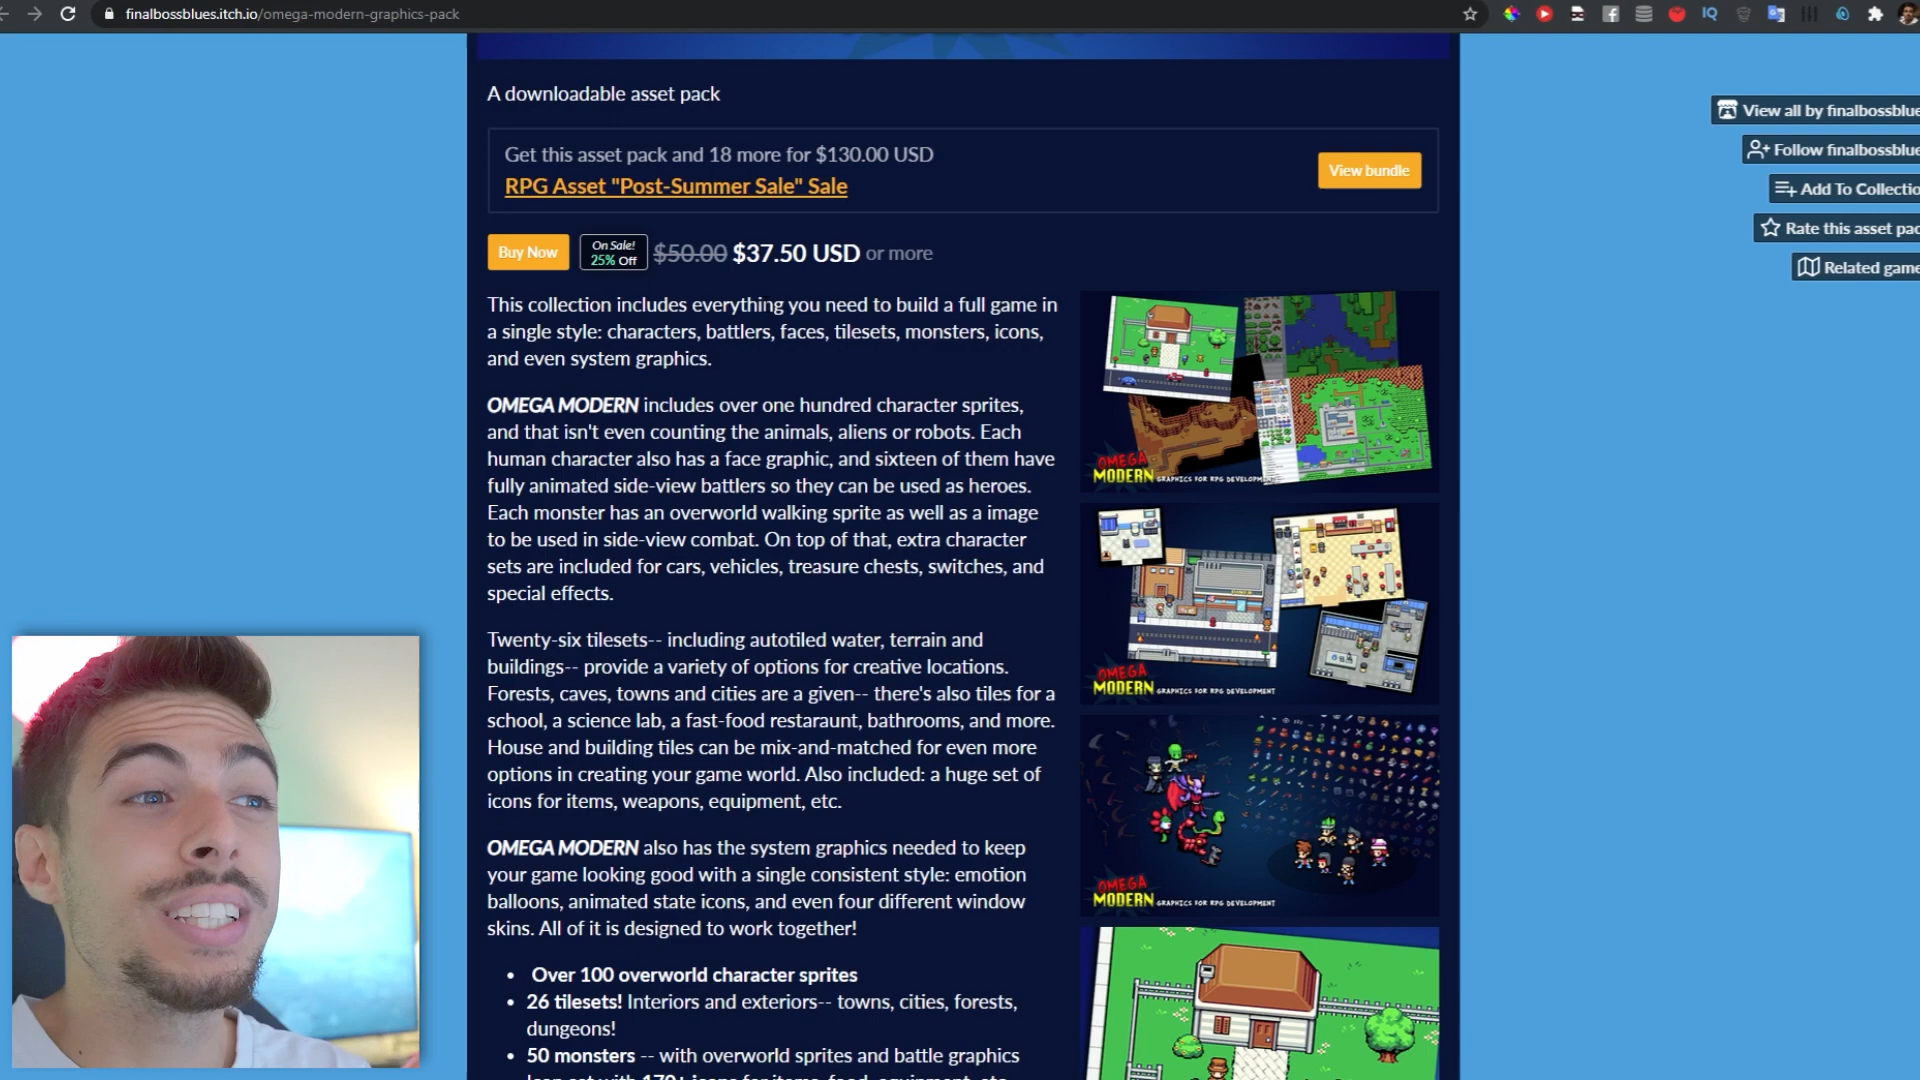 finalbossblues.itch.io/omega-modern-graphics-pack
IQ
A downloadable asset pack
Get this asset pack and 18 more for $130.00 USD
RPG Asset "Post-Summer Sale" Sale
View bundle
Buy Now
On Sale!
25% Off
$50.00 $37.50 USD or more
This collection includes everything you need to build a full game in
a single style: characters, battlers, faces, tilesets, monsters, icons,
and even system graphics.
OMEGA MODERN includes over one hundred character sprites,
and that isn't even counting the animals, aliens or robots. Each
human character also has a face graphic, and sixteen of them have
fully animated side-view battlers so they can be used as heroes.
Each monster has an overworld walking sprite as well as a image
to be used in side-view combat. On top of that, extra character
sets are included for cars, vehicles, treasure chests, switches, and
special effects.
Twenty-six tilesets-- including autotiled water, terrain and
buildings-- provide a variety of options for creative locations.
Forests, caves, towns and cities are a given-- there's also tiles for a
school, a science lab, a fast-food restaraunt, bathrooms, and more.
House and building tiles can be mix-and-matched for even more
options in creating your game world. Also included: a huge set of
icons for items, weapons, equipment, etc.
OMEGA MODERN also has the system graphics needed to keep
your game looking good with a single consistent style: emotion
balloons, animated state icons, and even four different window
skins. All of it is designed to work together!
• Over 100 overworld character sprites
• 26 tilesets! Interiors and exteriors-- towns, cities, forests,
dungeons!
• 50 monsters -- with overworld sprites and battle graphics
OMEGA
MODERN GRAPHICS FOR RPG DEVELOPMENT
OMEGA
MODERN GRAPHICS FOR RPG DEVELOPMENT
OMEGA
MODERN GRAPHICS FOR RPG DEVELOPMENT
View all by finalbossblue
Follow finalbossblue
Add To Collectio
Rate this asset pac
Related game